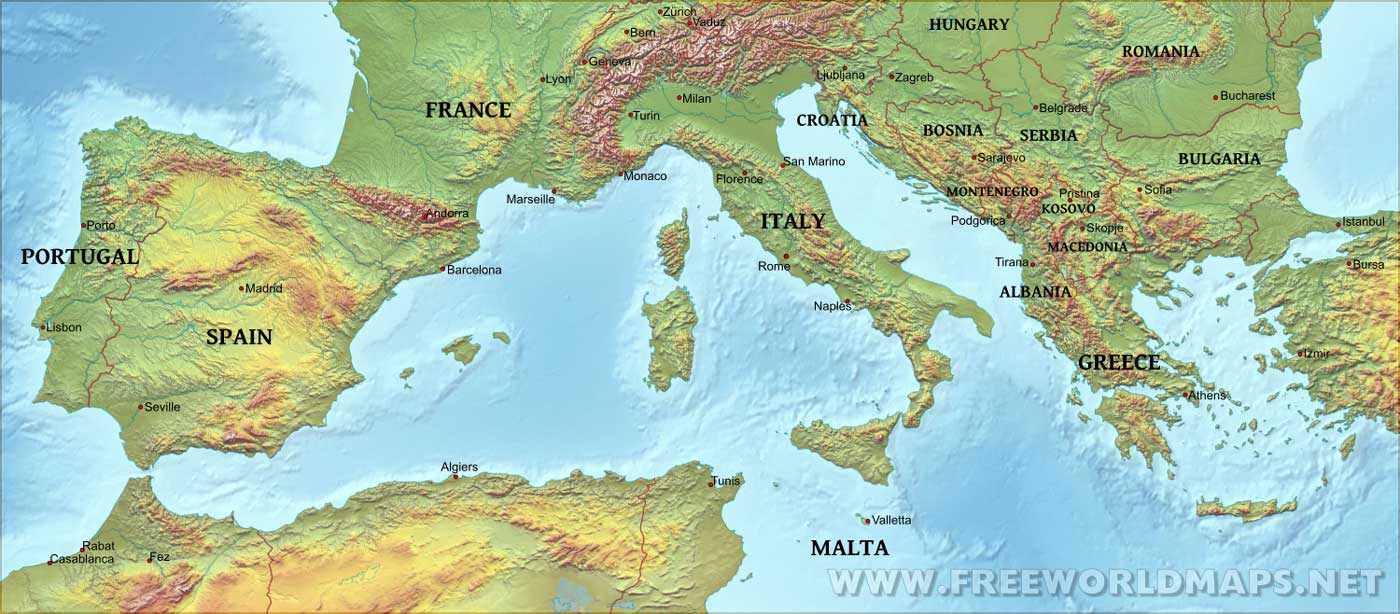 Zürich
Vaduz
HUNGARY
Bern
ROMANIA
Geneva
Ljubljana
Zagreb
Lyon
Milan
Bucharest
FRANCE
Belgrade
Turin
CROATIA
BOSNIA
SERBIA
Sarajevo
BULGARIA
San Marino
Monaco
Florence
Marseille
MONTENEGRO
Pristina
Sofia
KOSOVO
Andorra
ITALY
Podgorica
Skopje
Istanbul
Porto
MACEDONIA
PORTUGAL
Rome
Tirana
Bursa
Barcelona
Madrid
ALBANIA
Naples
Lisbon
SPAIN
Izmir
GREECE
Athens
Seville
Algiers
Tunis
Valletta
MALTA
Rabat
Casablanca
Fez
WWW.FREEWORLDMAPS.NET